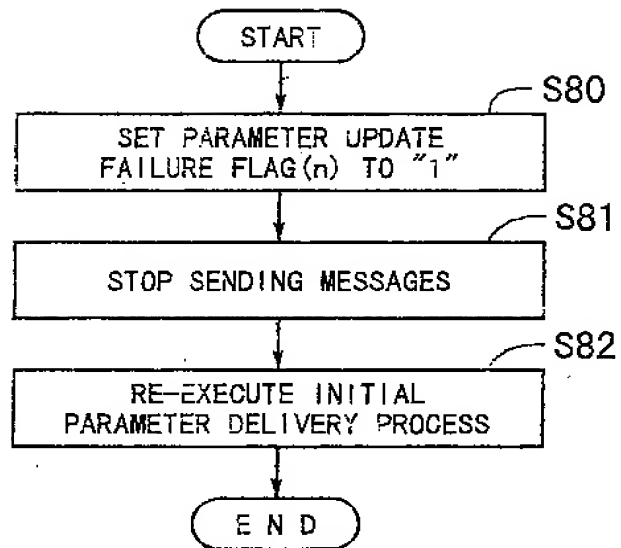 START
S80
SET PARAMETER UPDATE
FAILURE FLAG(n) TO "1"
S81
STOP SENDING MESSAGES
S82
RE-EXECUTE INITIAL
PARAMETER DELIVERY PROCESS
END